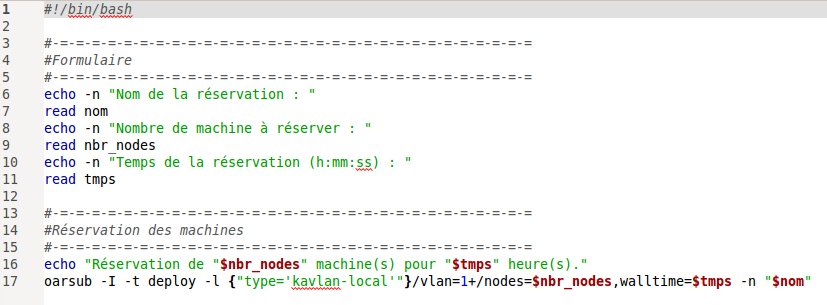 1 #!/bin/bash
2
3 #-=-=-=-=-=-=-=-=-=-=-=-=-=-=-=-=-=-=-=-=-=-=-=-=-=-=-=-=-=-=
4 #Formulaire
5 #-=-=-=-=-=-=-=-=-=-=-=-=-=-=-=-=-=-=-=-=-=-=-=-=-=-=-=-=-=-=
6 echo -n "Nom de la réservation : "
7 read nom
8 echo -n "Nombre de machine à réserver : "
9 read nbr_nodes
10 echo -n "Temps de la réservation (h:mm:ss) : "
11 read tmps
12
13 #-=-=-=-=-=-=-=-=-=-=-=-=-=-=-=-=-=-=-=-=-=-=-=-=-=-=-=-=-=-=
14 #Réservation des machines
15 #-=-=-=-=-=-=-=-=-=-=-=-=-=-=-=-=-=-=-=-=-=-=-=-=-=-=-=-=-=-=
16 echo "Réservation de "$nbr_nodes" machine(s) pour "$tmps" heure(s)."
17 oarsub -I -t deploy -l {"type='kavlan-local'"}/vlan=1+/nodes=$nbr_nodes,walltime=$tmps -n "$nom"